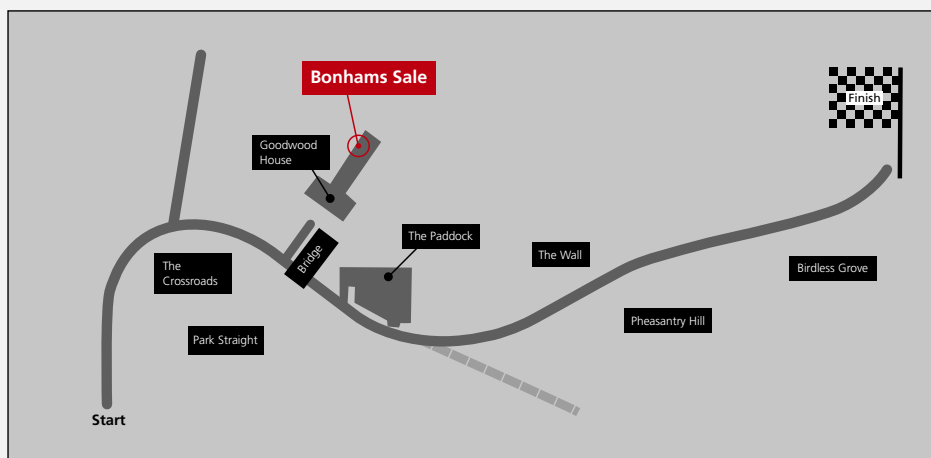 Bonhams Sale
Finish
Goodwood
House
The Paddock
Bridge
The Wall
The
Crossroads
Birdless Grove
Pheasantry Hill
Park Straight
Start